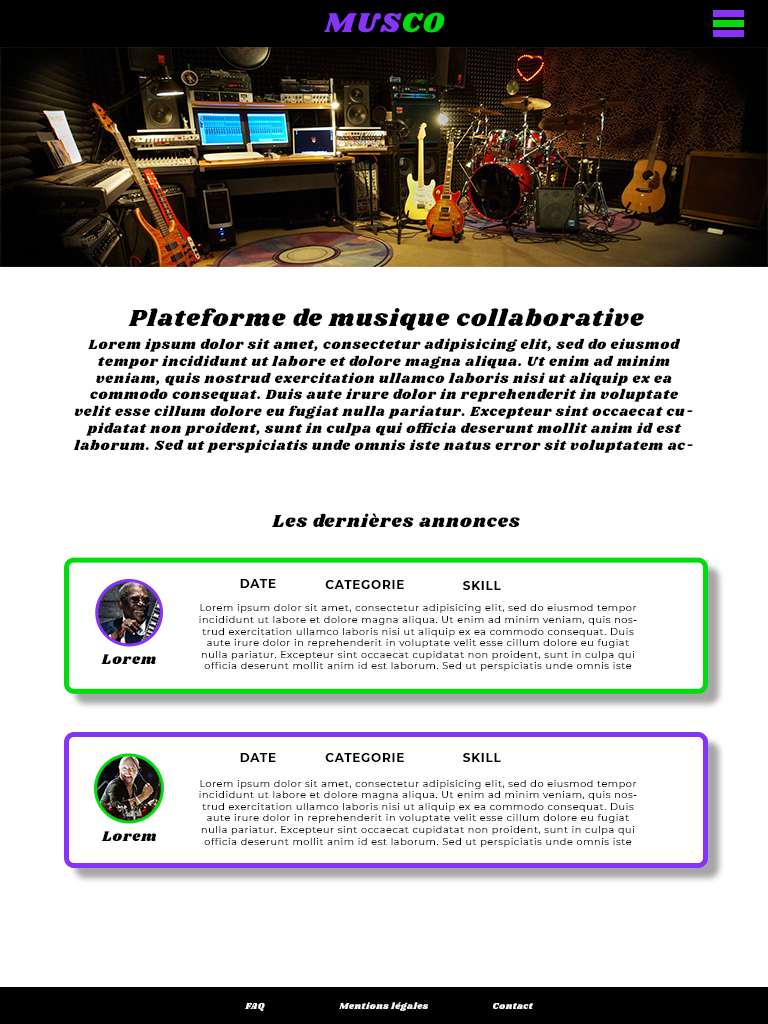 MUSCO
Plateforme de musique collaborative
Lorem ipsum dolor sit amet, consectetur adipisicing elit, sed do eiusmod
tempor incididunt ut labore et dolore magna aliqua. Ut enim ad minim
veniam, quis nostrud exercitation ullamco laboris nisi ut aliquip ex ea
commodo consequat. Duis aute irure dolor in reprehenderit in voluptate
velit esse cillum dolore eu fugiat nulla pariatur. Excepteur sint occaecat cu-
pidatat non proident, sunt in culpa qui officia deserunt mollit anim id est
laborum. Sed ut perspiciatis unde omnis iste natus error sit voluptatem ac-
Les dernières annonces
DATE CATEGORIE SKILL
Lorem ipsum dolor sit amet, consectetur adipisicing elit, sed do eiusmod tempor
incididunt ut labore et dolore magna aliqua. Ut enim ad minim veniam, quis nos-
trud exercitation ullamco laboris nisi ut aliquip ex ea commodo consequat. Duis
aute irure dolor in reprehenderit in voluptate velit esse cillum dolore eu fugiat
nulla pariatur. Excepteur sint occaecat cupidatat non proident, sunt in culpa qui
officia deserunt mollit anim id est laborum. Sed ut perspiciatis unde omnis iste
Lorem
DATE CATEGORIE SKILL
Lorem ipsum dolor sit amet, consectetur adipisicing elit, sed do eiusmod tempor
incididunt ut labore et dolore magna aliqua. Ut enim ad minim veniam, quis nos-
trud exercitation ullamco laboris nisi ut aliquip ex ea commodo consequat. Duis
aute irure dolor in reprehenderit in voluptate velit esse cillum dolore eu fugiat
nulla pariatur. Excepteur sint occaecat cupidatat non proident, sunt in culpa qui
officia deserunt mollit anim id est laborum. Sed ut perspiciatis unde omnis iste
Lorem
FAQ Mentions légales Contact